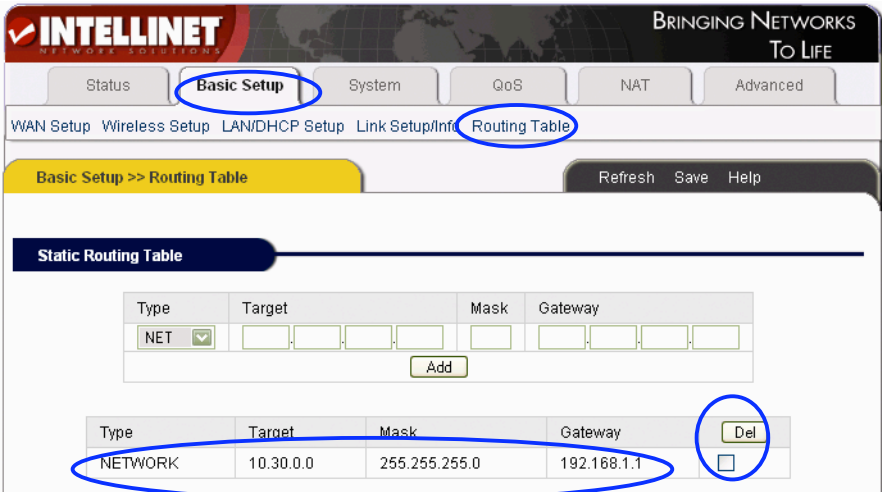 INTELLINET
NETWORK SOLUTIONS
BRINGING NETWORKS
TO LIFE
Status Basic Setup System QoS NAT Advanced
WAN Setup Wireless Setup LAN/DHCP Setup Link Setup/Info Routing Table
Basic Setup >> Routing Table
Refresh Save Help
Static Routing Table
Type Target Mask Gateway
NET . . . . . .
Add
Type Target Mask Gateway Del
NETWORK 10.30.0.0 255.255.255.0 192.168.1.1